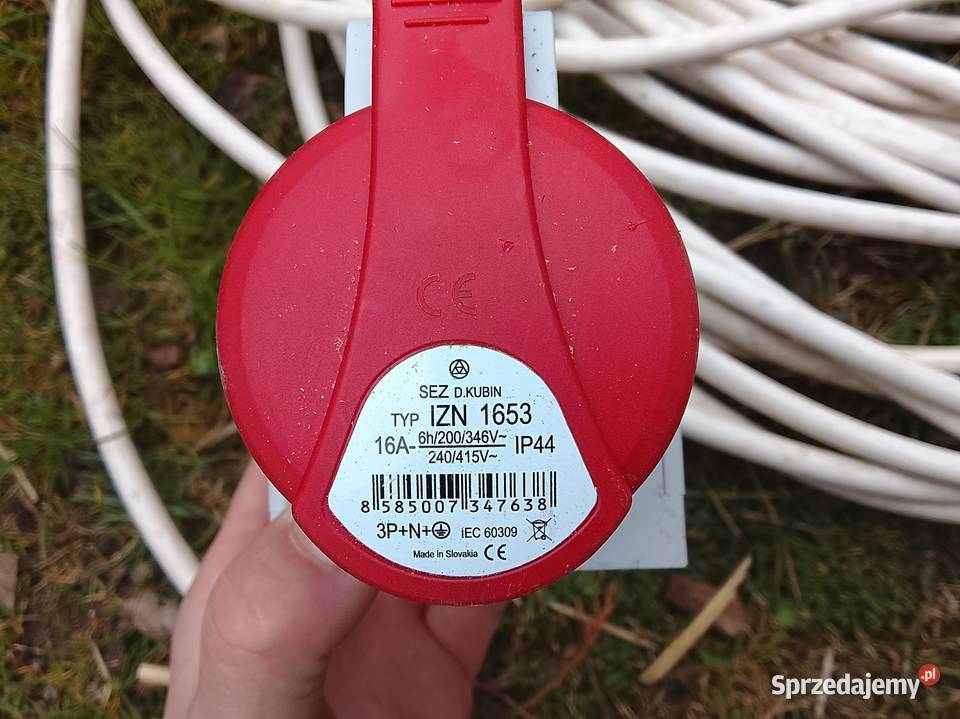 CE
SEZ D.KUBIN
TYP IZN 1653
16A- 6h/200/346V~ IP44
240/415V~
8 585007 347638
3P+N+ IEC 60309
Made in Slovakia CE
Sprzedajemy.pl